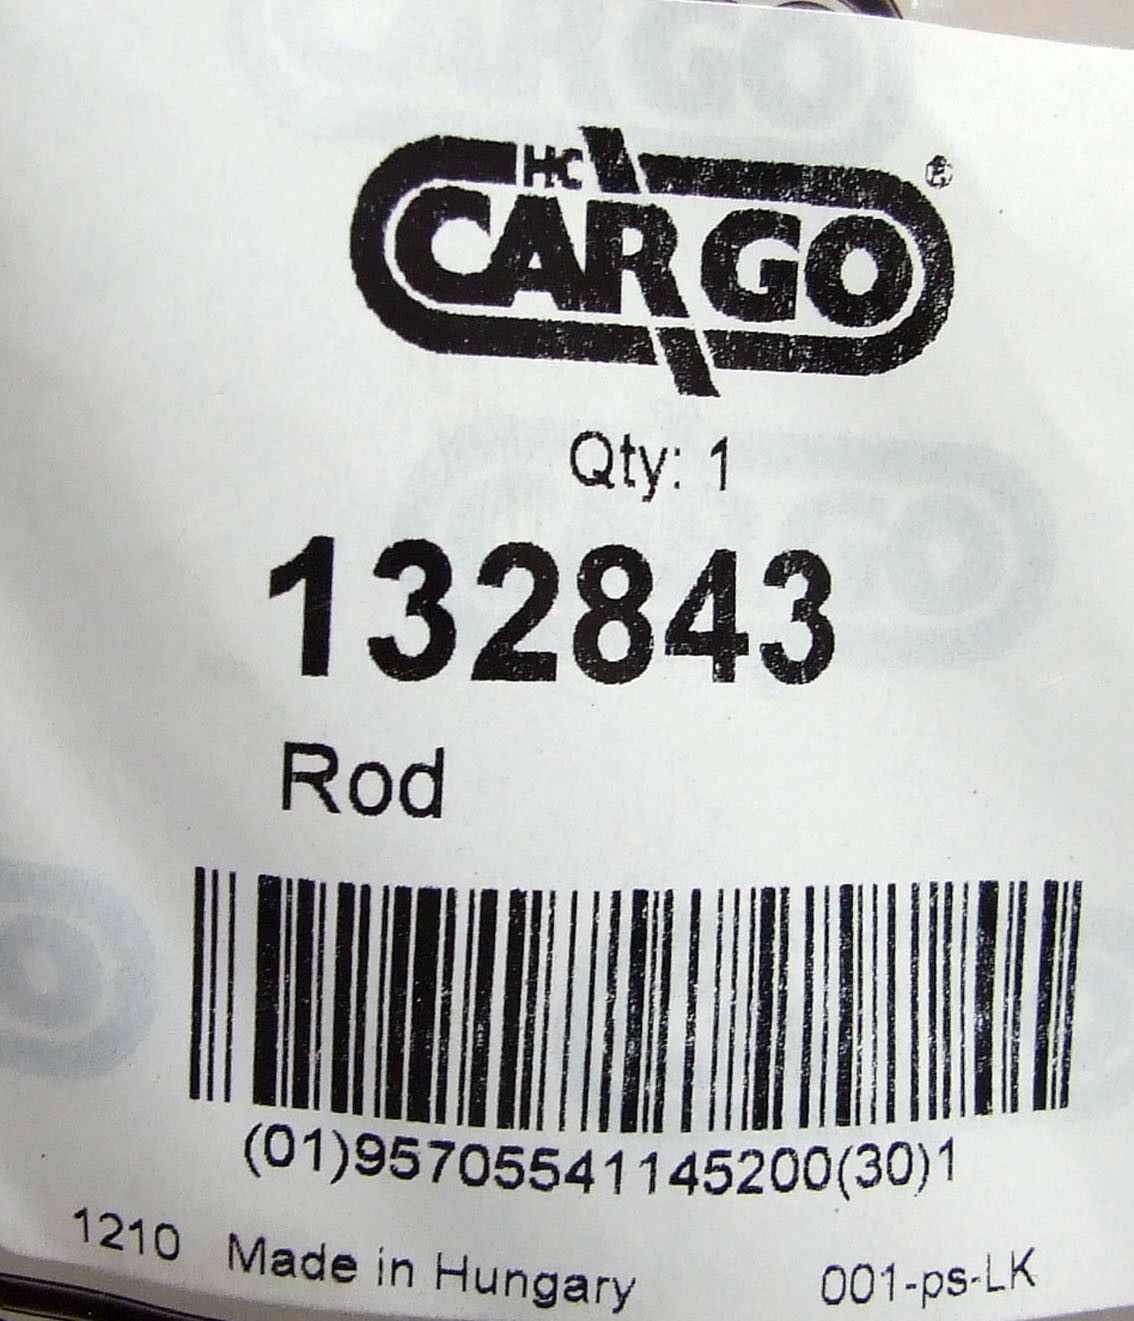 HC
CARGO®
Qty: 1
132843
Rod
(01)95705541145200(30)1
1210 Made in Hungary 001-ps-LK